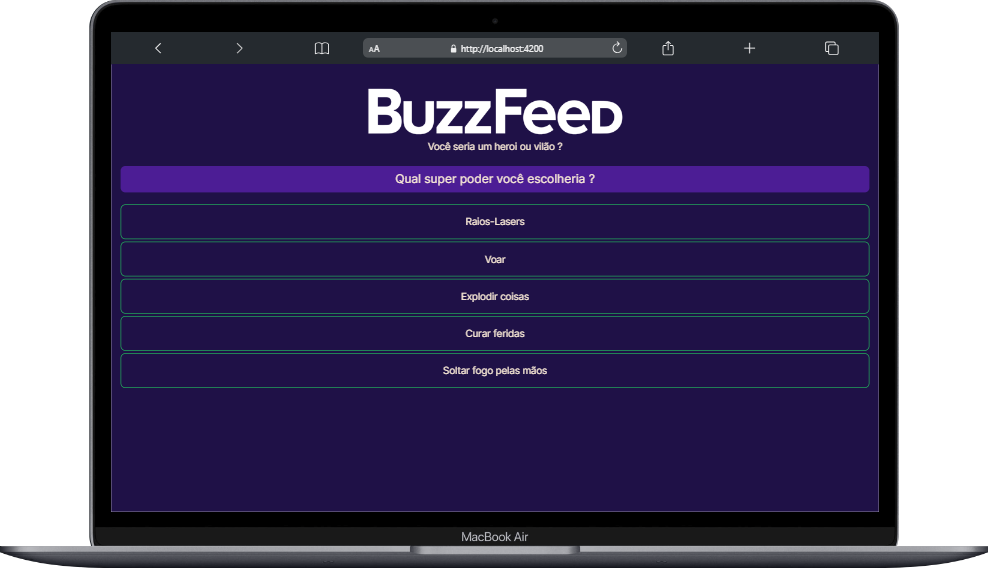 AA
http://localhost:4200
BuzzFeed
Você seria um heroi ou vilão ?
Qual super poder você escolheria ?
Raios-Lasers
Voar
Explodir coisas
Curar feridas
Soltar fogo pelas mãos
MacBook Air